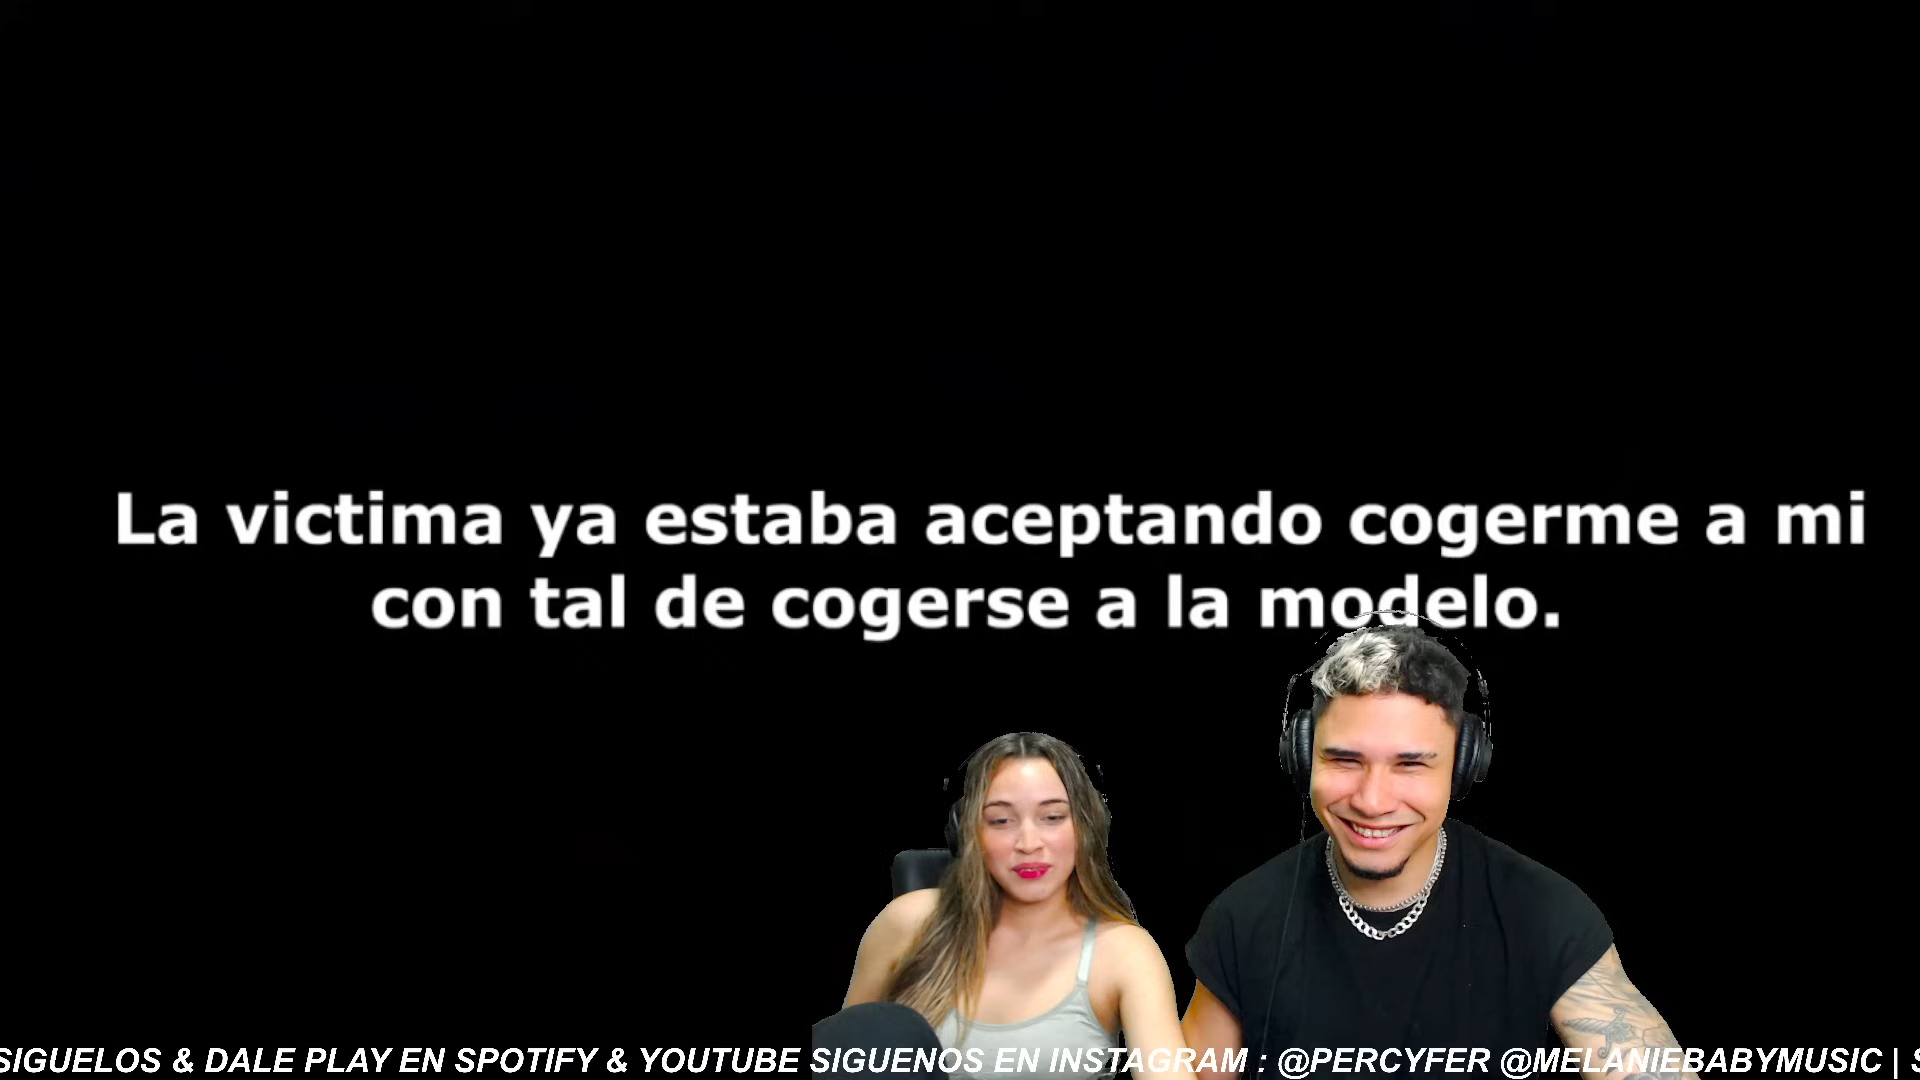 La victima ya estaba aceptando cogerme a mi
con tal de cogerse a la modelo.
SIGUELOS & DALE PLAY EN SPOTIFY & YOUTUBE SIGUENOS EN INSTAGRAM : @PERCYFER @MELANIEBABYMUSIC |